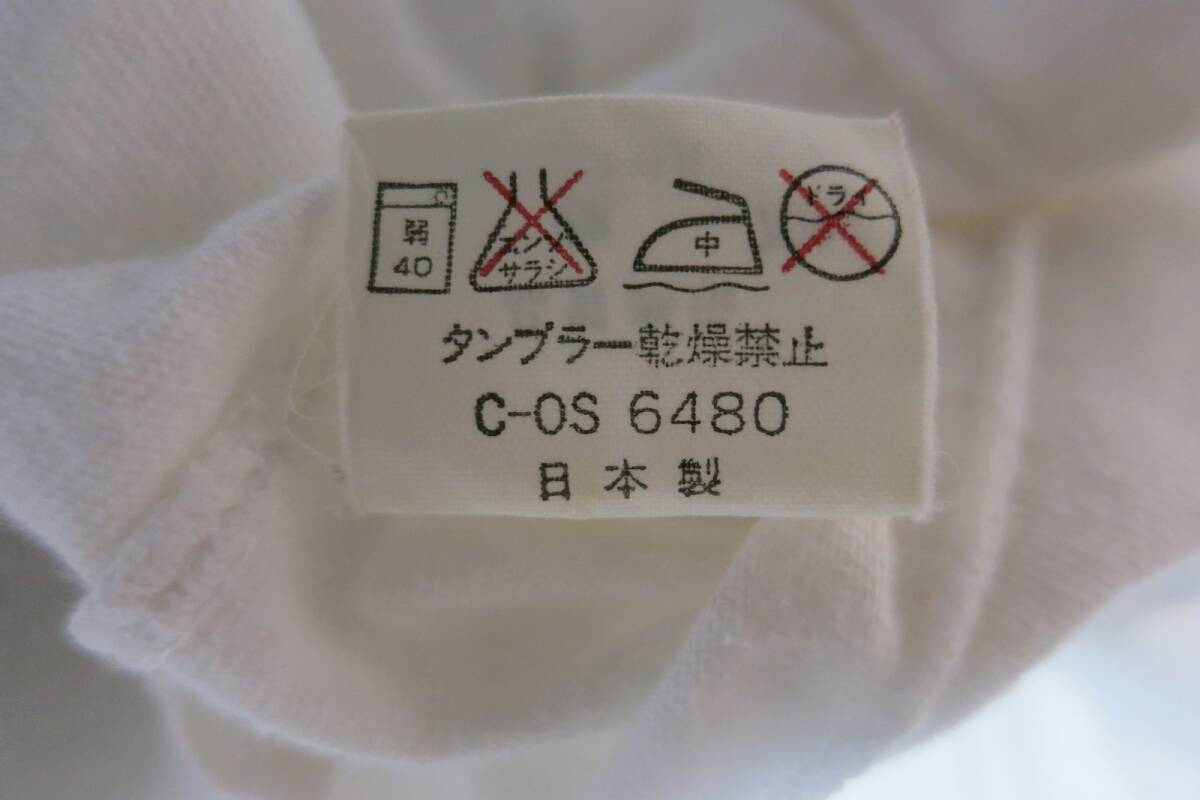 弱
40
エンソ
サラシ
中
ドライ
タンブラー乾燥禁止
C-OS 6480
日本製